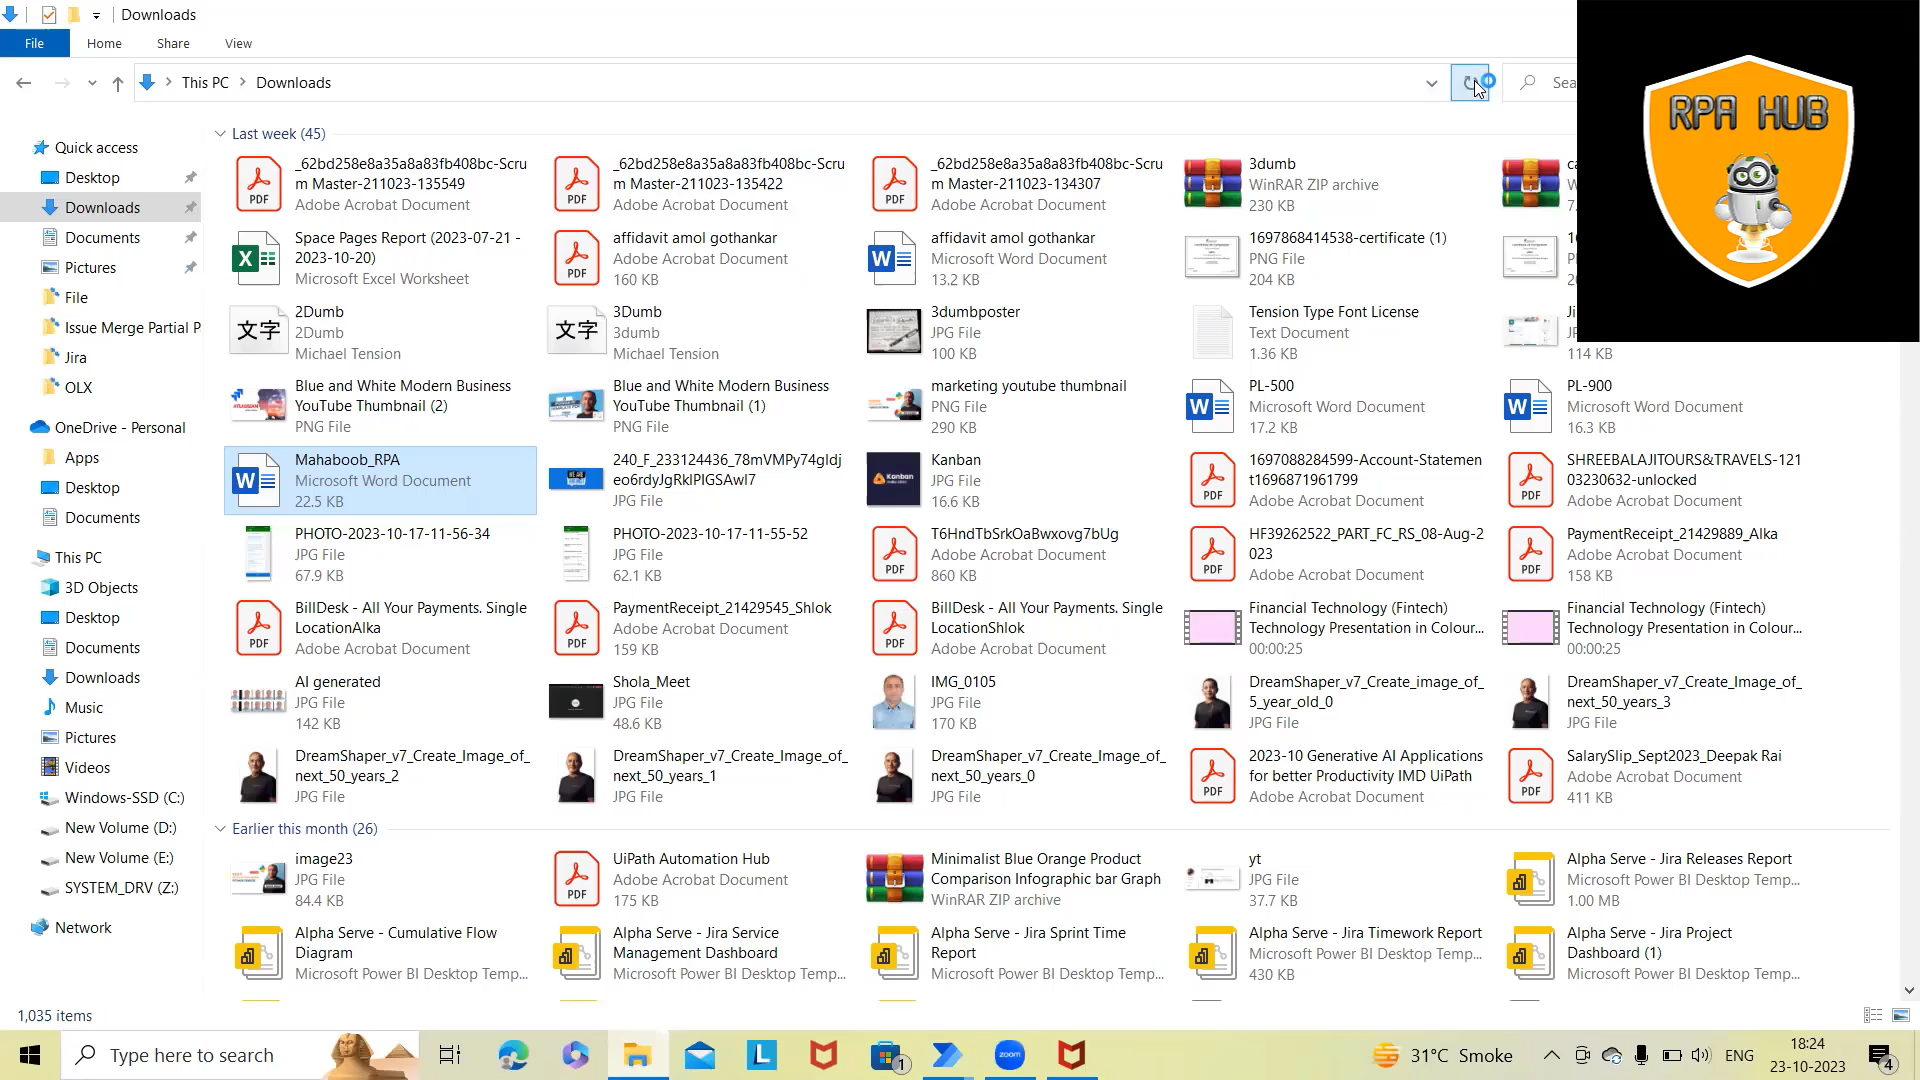 Downloads
File
Home
Share
View
This PC
Downloads
Sea
RPA HUB
Quick access
Desktop
Downloads
Documents
Pictures
File
Issue Merge Partial P
Jira
OLX
OneDrive - Personal
Apps
Desktop
Documents
This PC
3D Objects
Desktop
Documents
Downloads
Music
Pictures
Videos
Windows-SSD (C:)
New Volume (D:)
New Volume (E:)
SYSTEM_DRV (Z:)
Network
Last week (45)
_62bd258e8a35a8a83fb408bc-Scru
m Master-211023-135549
Adobe Acrobat Document
_62bd258e8a35a8a83fb408bc-Scru
m Master-211023-135422
Adobe Acrobat Document
_62bd258e8a35a8a83fb408bc-Scru
m Master-211023-134307
Adobe Acrobat Document
3dumb
WinRAR ZIP archive
230 KB
Space Pages Report (2023-07-21 -
2023-10-20)
Microsoft Excel Worksheet
affidavit amol gothankar
Adobe Acrobat Document
160 KB
affidavit amol gothankar
Microsoft Word Document
13.2 KB
1697868414538-certificate (1)
PNG File
204 KB
文字
2Dumb
2Dumb
Michael Tension
文字
3Dumb
3dumb
Michael Tension
3dumbposter
JPG File
100 KB
Tension Type Font License
Text Document
1.36 KB
114 KB
Blue and White Modern Business
YouTube Thumbnail (2)
PNG File
Blue and White Modern Business
YouTube Thumbnail (1)
PNG File
marketing youtube thumbnail
PNG File
290 KB
PL-500
Microsoft Word Document
17.2 KB
PL-900
Microsoft Word Document
16.3 KB
Mahaboob_RPA
Microsoft Word Document
22.5 KB
240_F_233124436_78mVMPy74gIdj
eo6rdyJgRklPIGSAwI7
JPG File
Kanban
JPG File
16.6 KB
1697088284599-Account-Statemen
t1696871961799
Adobe Acrobat Document
SHREEBALAJITOURS&TRAVELS-121
03230632-unlocked
Adobe Acrobat Document
PHOTO-2023-10-17-11-56-34
JPG File
67.9 KB
PHOTO-2023-10-17-11-55-52
JPG File
62.1 KB
T6HndTbSrkOaBwxovg7bUg
Adobe Acrobat Document
860 KB
HF39262522_PART_FC_RS_08-Aug-2
023
Adobe Acrobat Document
PaymentReceipt_21429889_Alka
Adobe Acrobat Document
158 KB
BillDesk - All Your Payments. Single
LocationAlka
Adobe Acrobat Document
PaymentReceipt_21429545_Shlok
Adobe Acrobat Document
159 KB
BillDesk - All Your Payments. Single
LocationShlok
Adobe Acrobat Document
Financial Technology (Fintech)
Technology Presentation in Colour...
00:00:25
Financial Technology (Fintech)
Technology Presentation in Colour...
00:00:25
AI generated
JPG File
142 KB
Shola_Meet
JPG File
48.6 KB
IMG_0105
JPG File
170 KB
DreamShaper_v7_Create_image_of_
5_year_old_0
JPG File
DreamShaper_v7_Create_Image_of_
next_50_years_3
JPG File
DreamShaper_v7_Create_Image_of_
next_50_years_2
JPG File
DreamShaper_v7_Create_Image_of_
next_50_years_1
JPG File
DreamShaper_v7_Create_Image_of_
next_50_years_0
JPG File
2023-10 Generative AI Applications
for better Productivity IMD UiPath
Adobe Acrobat Document
SalarySlip_Sept2023_Deepak Rai
Adobe Acrobat Document
411 KB
Earlier this month (26)
image23
JPG File
84.4 KB
UiPath Automation Hub
Adobe Acrobat Document
175 KB
Minimalist Blue Orange Product
Comparison Infographic bar Graph
WinRAR ZIP archive
yt
JPG File
37.7 KB
Alpha Serve - Jira Releases Report
Microsoft Power BI Desktop Temp...
1.00 MB
Alpha Serve - Cumulative Flow
Diagram
Microsoft Power BI Desktop Temp...
Alpha Serve - Jira Service
Management Dashboard
Microsoft Power BI Desktop Temp...
Alpha Serve - Jira Sprint Time
Report
Microsoft Power BI Desktop Temp...
Alpha Serve - Jira Timework Report
Microsoft Power BI Desktop Temp...
430 KB
Alpha Serve - Jira Project
Dashboard (1)
Microsoft Power BI Desktop Temp...
1,035 items
Type here to search
zoom
31°C Smoke
ENG
18:24
23-10-2023
4